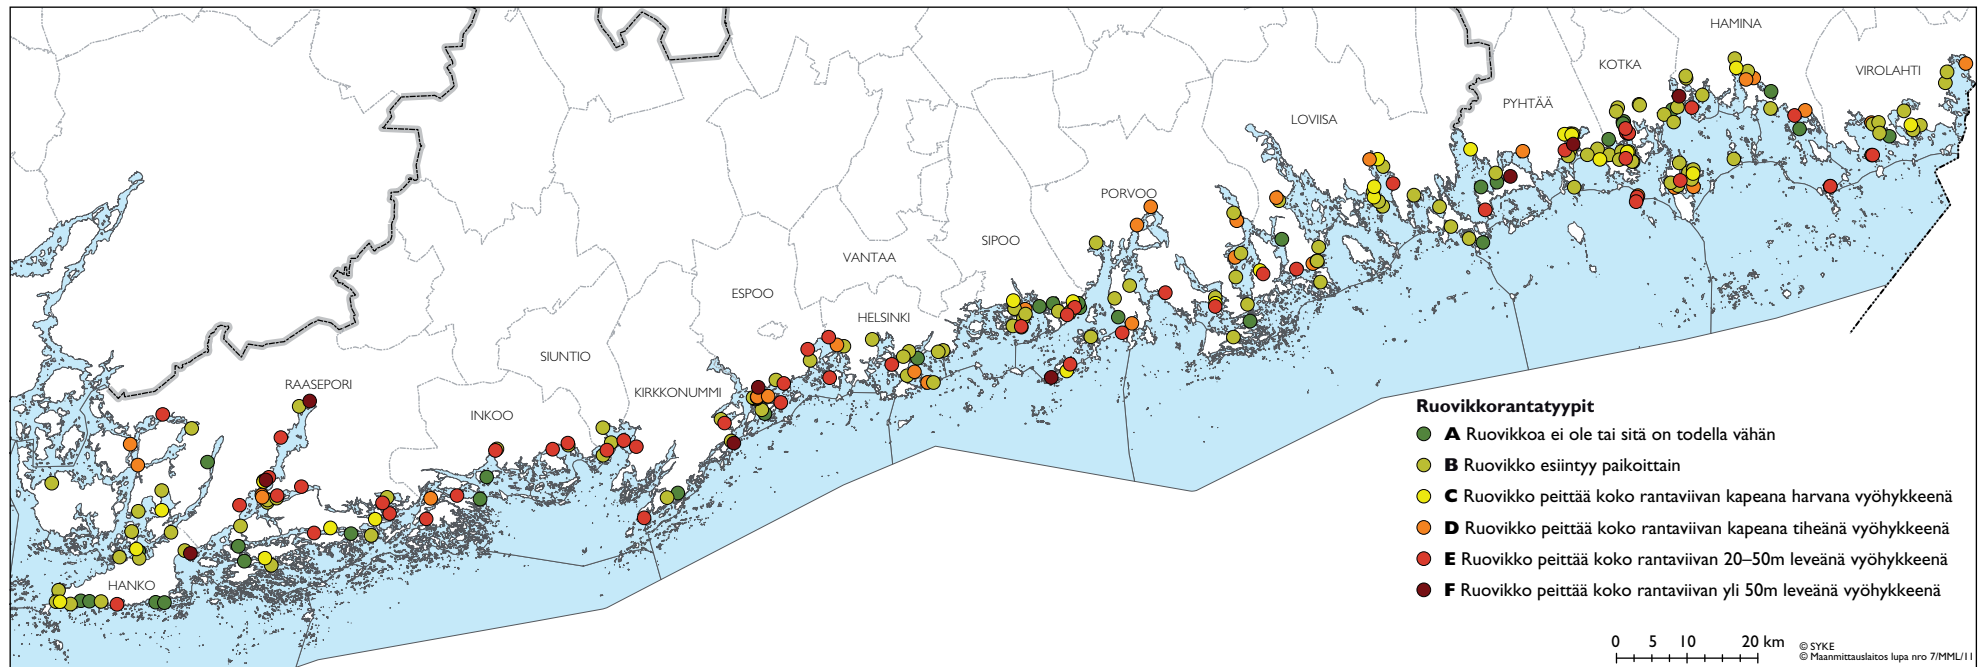 HAMINA
KOTKA
VIROLAHTI
PYHTÄÄ
LOVIISA
PORVOO
SIPOO
VANTAA
ESPOO
HELSINKI
SIUNTIO
RAASEPORI
KIRKKONUMMI
INKOO
HANKO
Ruovikkorantatyypit
A Ruovikkoa ei ole tai sitä on todella vähän
B Ruovikko esiintyy paikoittain
C Ruovikko peittää koko rantaviivan kapeana harvana vyöhykkeenä
D Ruovikko peittää koko rantaviivan kapeana tiheänä vyöhykkeenä
E Ruovikko peittää koko rantaviivan 20–50m leveänä vyöhykkeenä
F Ruovikko peittää koko rantaviivan yli 50m leveänä vyöhykkeenä
0 5 10 20 km
© SYKE
© Maanmittauslaitos lupa nro 7/MML/11